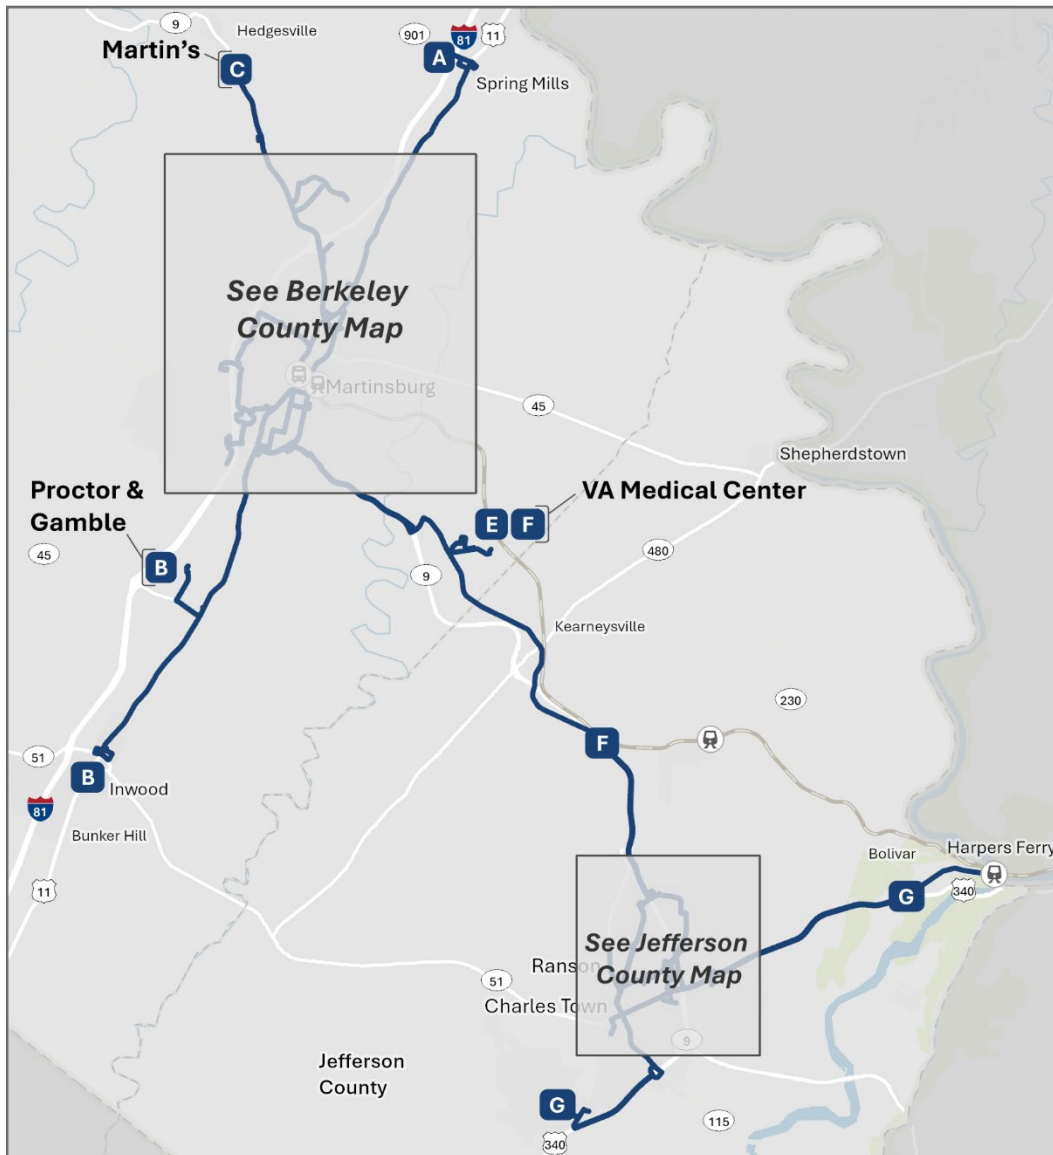 9
Hedgesville
901
81
11
Martin's
C
A
Spring Mills
See Berkeley
County Map
Martinsburg
45
Shepherdstown
Proctor &
Gamble
VA Medical Center
E
F
45
B
480
9
Kearneysville
230
F
51
B
Inwood
81
Bunker Hill
Bolivar
Harpers Ferry
11
G
340
See Jefferson
County Map
Ranson
51
Charles Town
9
Jefferson
County
G
115
340